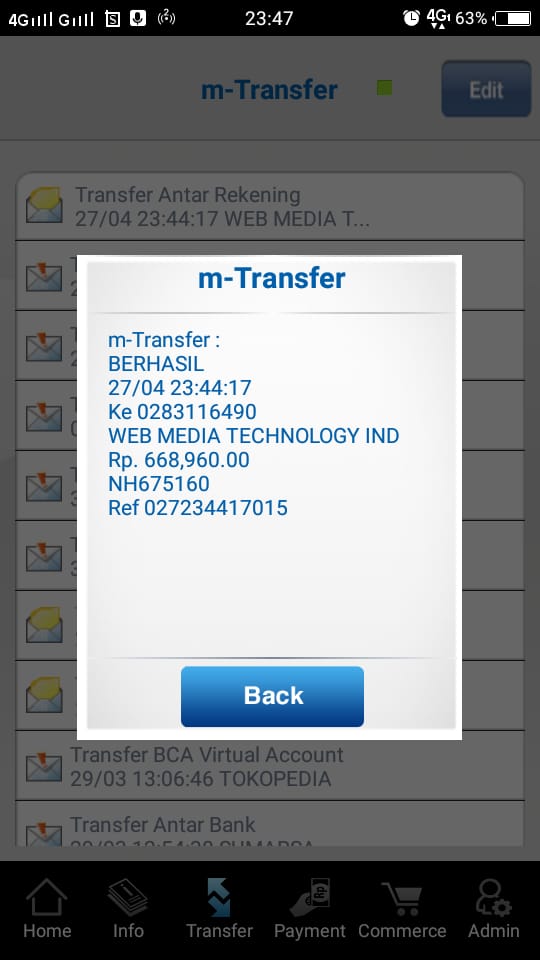 4G G S 23:47 4G 63%
m-Transfer
Edit
Transfer Antar Rekening
27/04 23:44:17 WEB MEDIA T...
m-Transfer
m-Transfer :
BERHASIL
27/04 23:44:17
Ke 0283116490
WEB MEDIA TECHNOLOGY IND
Rp. 668,960.00
NH675160
Ref 027234417015
Back
Transfer BCA Virtual Account
29/03 13:06:46 TOKOPEDIA
Transfer Antar Bank
Rp
Home Info Transfer Payment Commerce Admin